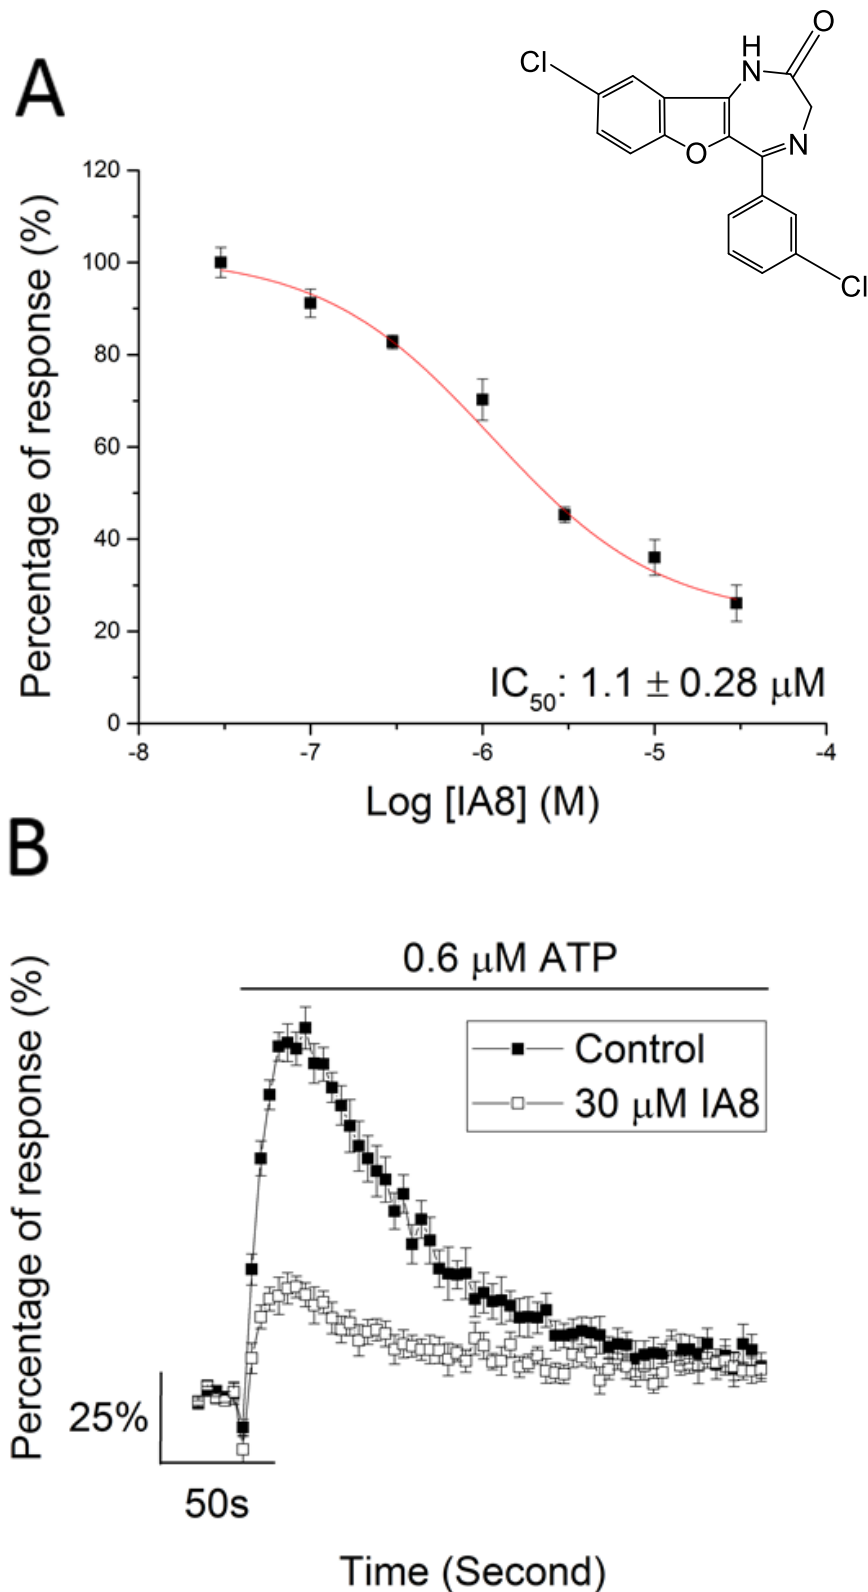 A
Cl
H
N
O
O
N
Cl
Percentage of response (%)
120
100
80
60
40
20
0
IC50: 1.1 ± 0.28 μM
-8
-7
-6
-5
-4
Log [IA8] (M)
B
Percentage of response (%)
0.6 μM ATP
Control
30 μM IA8
25%
50s
Time (Second)